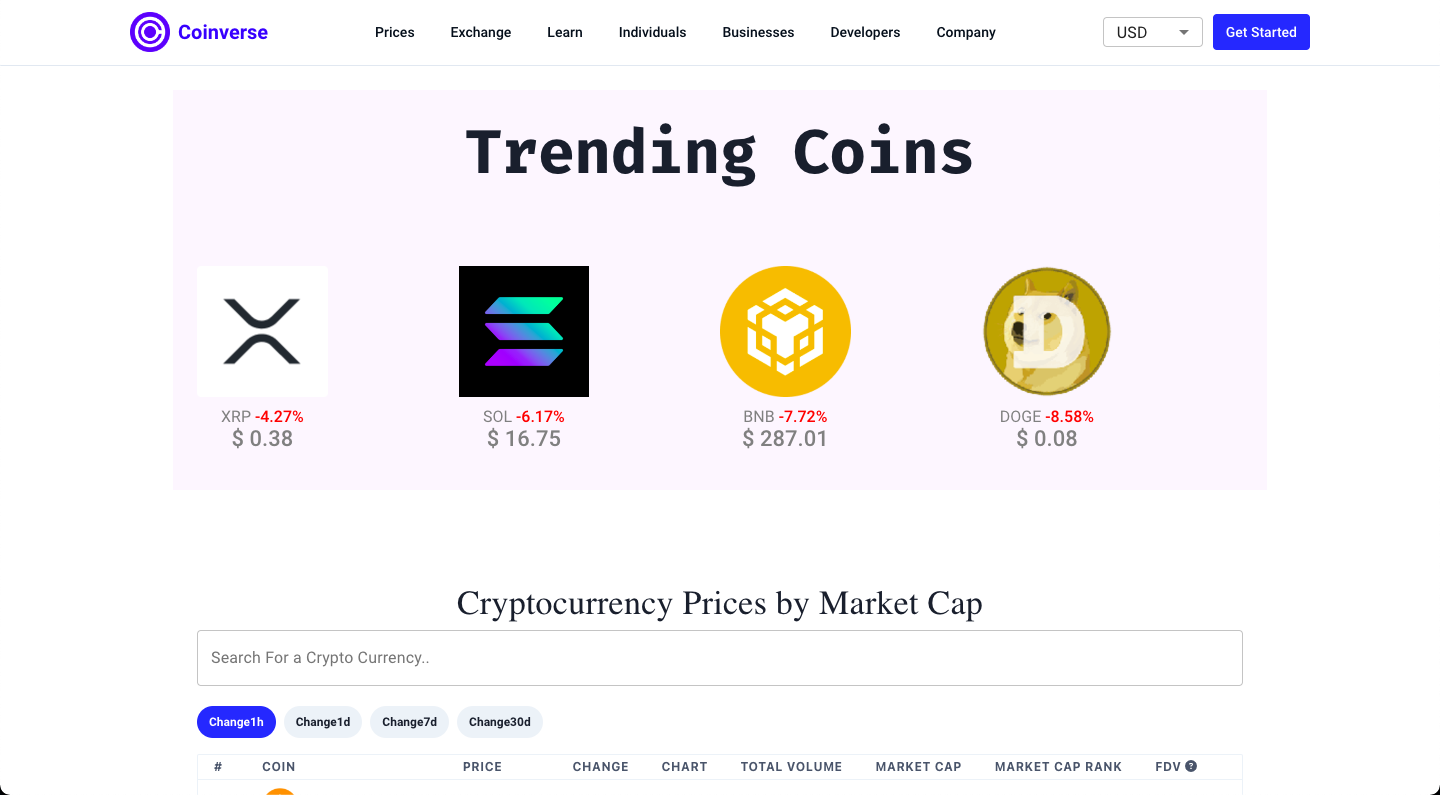 Coinverse
Prices Exchange Learn Individuals Businesses Developers Company
USD
Get Started
Trending Coins
XRP -4.27%
$ 0.38
SOL -6.17%
$ 16.75
BNB -7.72%
$ 287.01
D
DOGE -8.58%
$ 0.08
Cryptocurrency Prices by Market Cap
Search For a Crypto Currency..
Change1h Change1d Change7d Change30d
# COIN PRICE CHANGE CHART TOTAL VOLUME MARKET CAP MARKET CAP RANK FDV ?